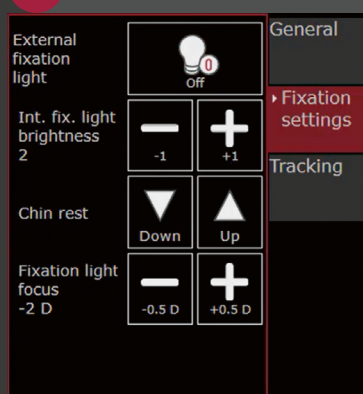 External
fixation
light
0
Off
Int. fix. light
brightness
2
-1
+1
Chin rest
Down
Up
Fixation light
focus
-2 D
-0.5 D
+0.5 D
General
Fixation
settings
Tracking